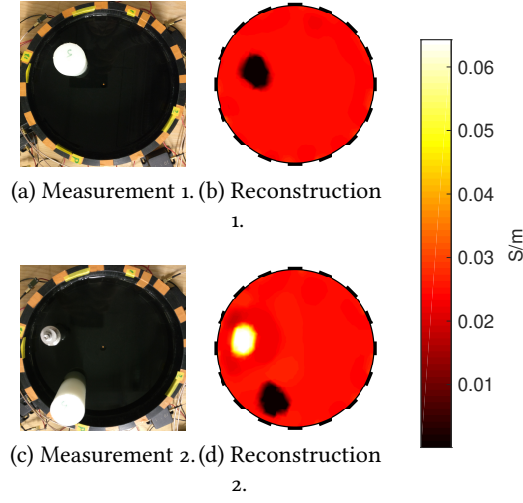 (a) Measurement 1. (b) Reconstruction
1.
(c) Measurement 2. (d) Reconstruction
2.
0.06
0.05
0.04
0.03
0.02
0.01
S/m